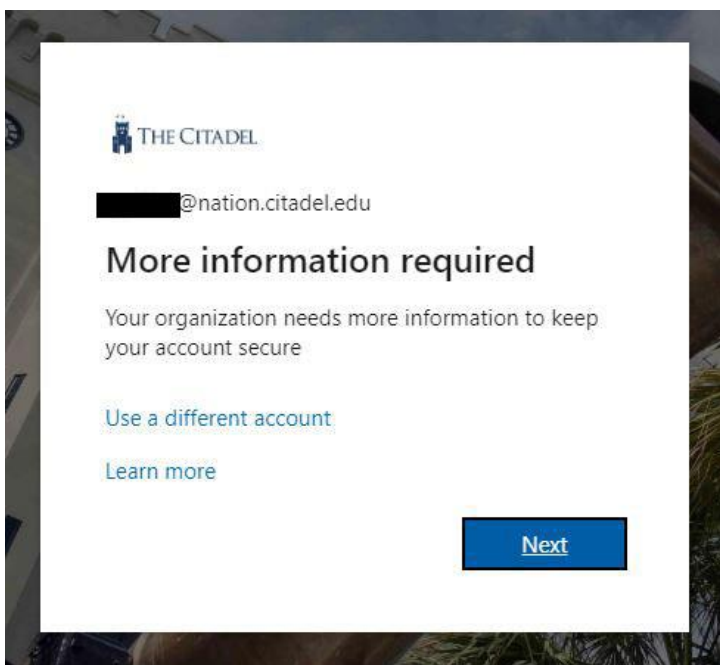 THE CITADEL
@nation.citadel.edu
More information required
Your organization needs more information to keep
your account secure
Use a different account
Learn more
Next